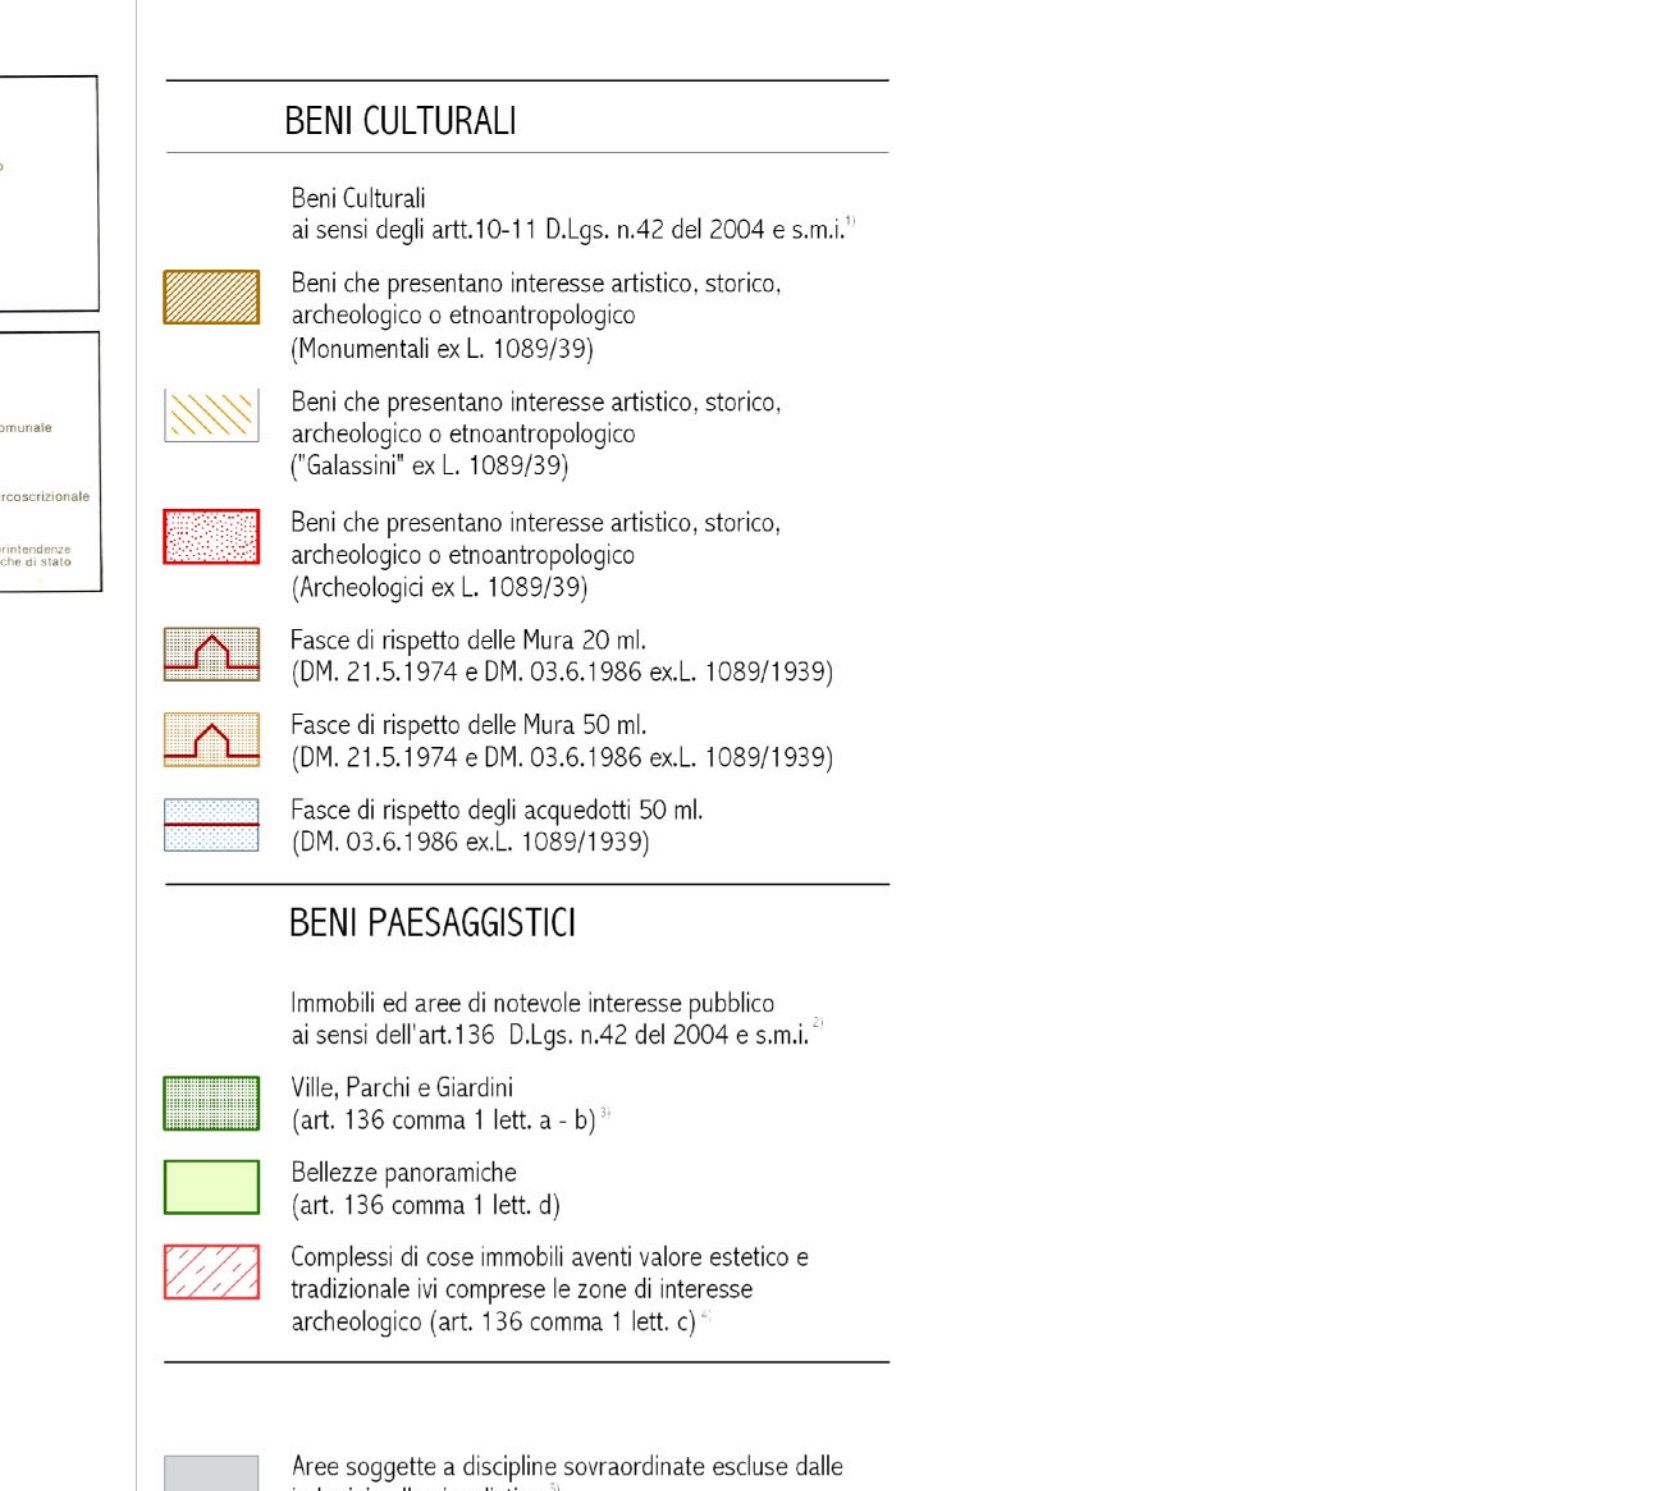 omunale
rcoscrizionale
rintendenze
che di stato
BENI CULTURALI
Beni Culturali
ai sensi degli artt.10-11 D.Lgs. n.42 del 2004 e s.m.i.1)
Beni che presentano interesse artistico, storico,
archeologico o etnoantropologico
(Monumentali ex L. 1089/39)
Beni che presentano interesse artistico, storico,
archeologico o etnoantropologico
("Galassini" ex L. 1089/39)
Beni che presentano interesse artistico, storico,
archeologico o etnoantropologico
(Archeologici ex L. 1089/39)
Fasce di rispetto delle Mura 20 ml.
(DM. 21.5.1974 e DM. 03.6.1986 ex.L. 1089/1939)
Fasce di rispetto delle Mura 50 ml.
(DM. 21.5.1974 e DM. 03.6.1986 ex.L. 1089/1939)
Fasce di rispetto degli acquedotti 50 ml.
(DM. 03.6.1986 ex.L. 1089/1939)
BENI PAESAGGISTICI
Immobili ed aree di notevole interesse pubblico
ai sensi dell'art.136 D.Lgs. n.42 del 2004 e s.m.i. 2)
Ville, Parchi e Giardini
(art. 136 comma 1 lett. a - b) 3)
Bellezze panoramiche
(art. 136 comma 1 lett. d)
Complessi di cose immobili aventi valore estetico e
tradizionale ivi comprese le zone di interesse
archeologico (art. 136 comma 1 lett. c) 4)
Aree soggette a discipline sovraordinate escluse dalle